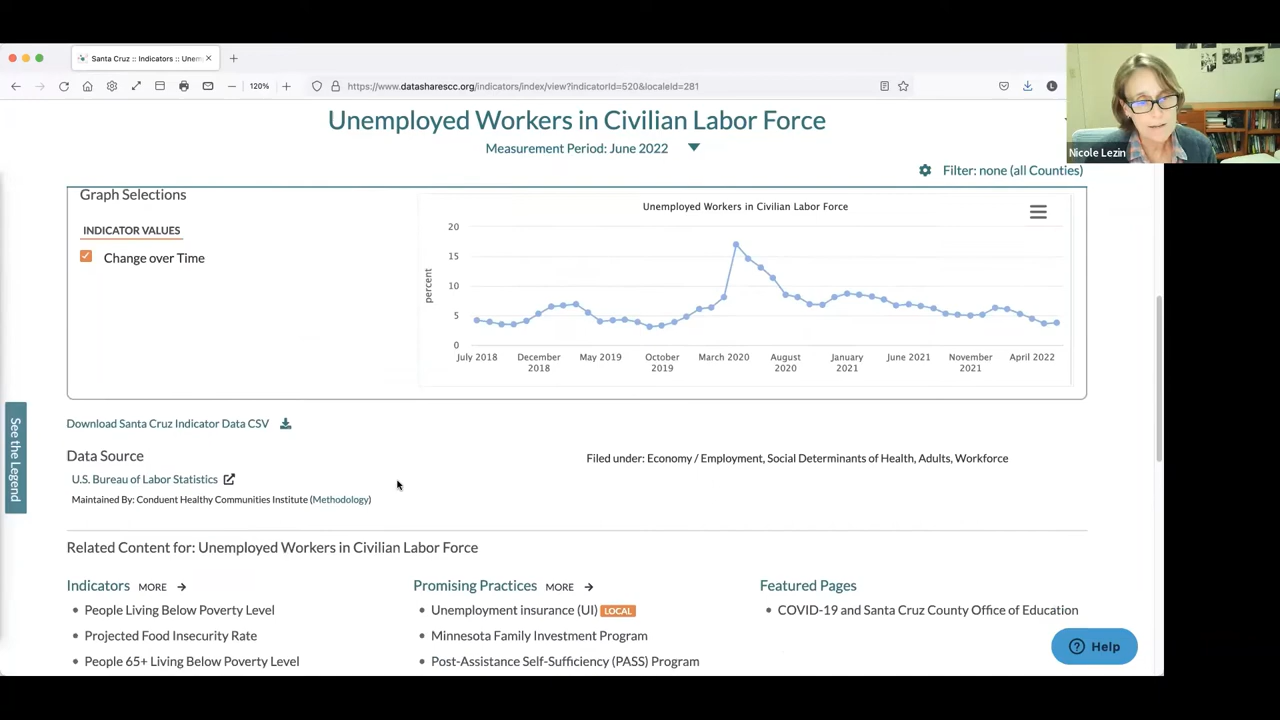 Santa Cruz :: Indicators :: Unem
120%
https://www.datasharescc.org/indicators/index/view?indicatorId=520&localeId=281
Nicole Lezin
Unemployed Workers in Civilian Labor Force
Measurement Period: June 2022
Filter: none (all Counties)
Graph Selections
INDICATOR VALUES
Change over Time
Unemployed Workers in Civilian Labor Force
percent
20
15
10
5
0
July 2018 December 2018 May 2019 October 2019 March 2020 August 2020 January 2021 June 2021 November 2021 April 2022
See the Legend
Download Santa Cruz Indicator Data CSV
Data Source
U.S. Bureau of Labor Statistics
Maintained By: Conduent Healthy Communities Institute (Methodology)
Filed under: Economy / Employment, Social Determinants of Health, Adults, Workforce
Related Content for: Unemployed Workers in Civilian Labor Force
Indicators MORE
People Living Below Poverty Level
Projected Food Insecurity Rate
People 65+ Living Below Poverty Level
Promising Practices MORE
Unemployment insurance (UI) LOCAL
Minnesota Family Investment Program
Post-Assistance Self-Sufficiency (PASS) Program
Featured Pages
COVID-19 and Santa Cruz County Office of Education
Help